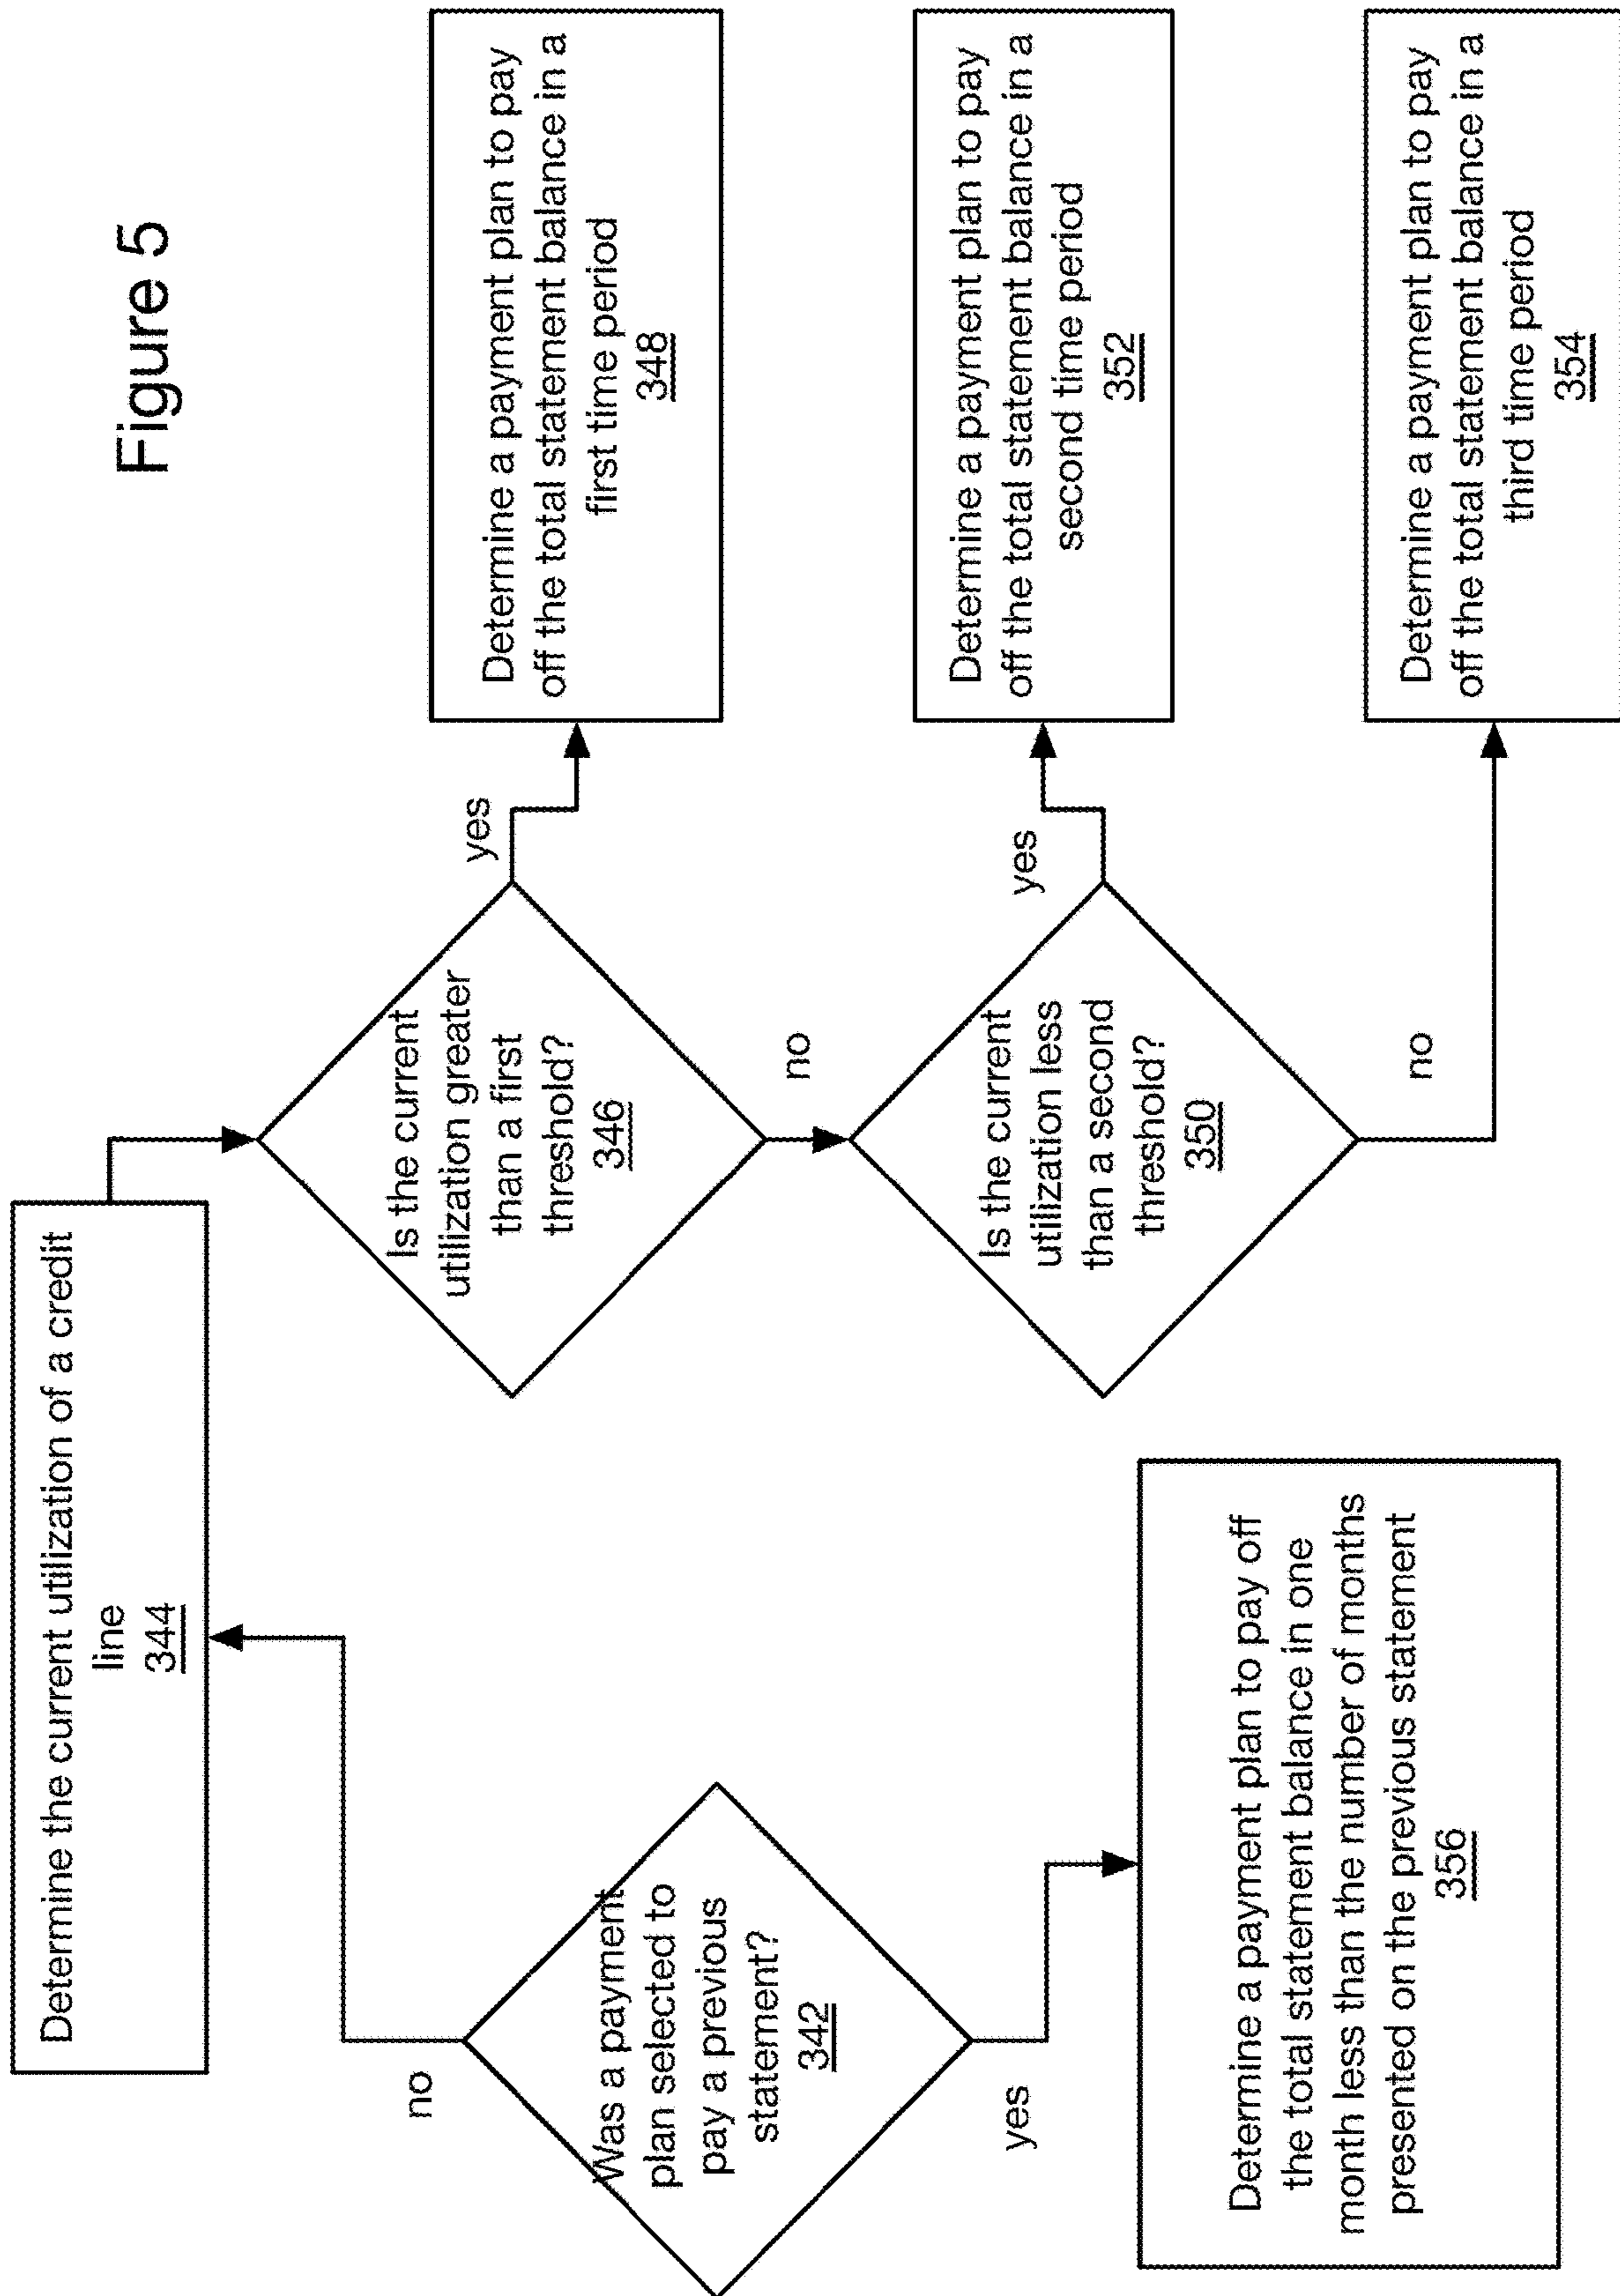 Figure 5
Determine the current utilization of a credit
line
344
no
Was a payment
plan selected to
pay a previous
statement?
342
yes
Determine a payment plan to pay off
the total statement balance in one
month less than the number of months
presented on the previous statement
356
Is the current
utilization greater
than a first
threshold?
346
yes
Determine a payment plan to pay
off the total statement balance in a
first time period
348
no
Is the current
utilization less
than a second
threshold?
350
yes
Determine a payment plan to pay
off the total statement balance in a
second time period
352
no
Determine a payment plan to pay
off the total statement balance in a
third time period
354